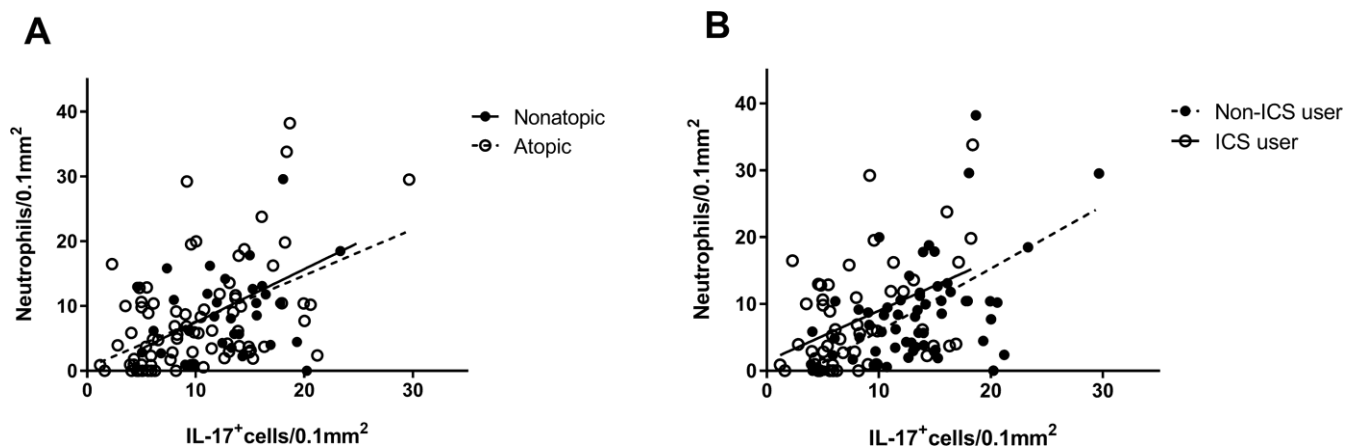 A
Neutrophils/0.1mm²
40
30
20
10
0
0
10
20
30
IL-17⁺cells/0.1mm²
Nonatopic
Atopic
B
Neutrophils/0.1mm²
40
30
20
10
0
0
10
20
30
IL-17⁺cells/0.1mm²
Non-ICS user
ICS user